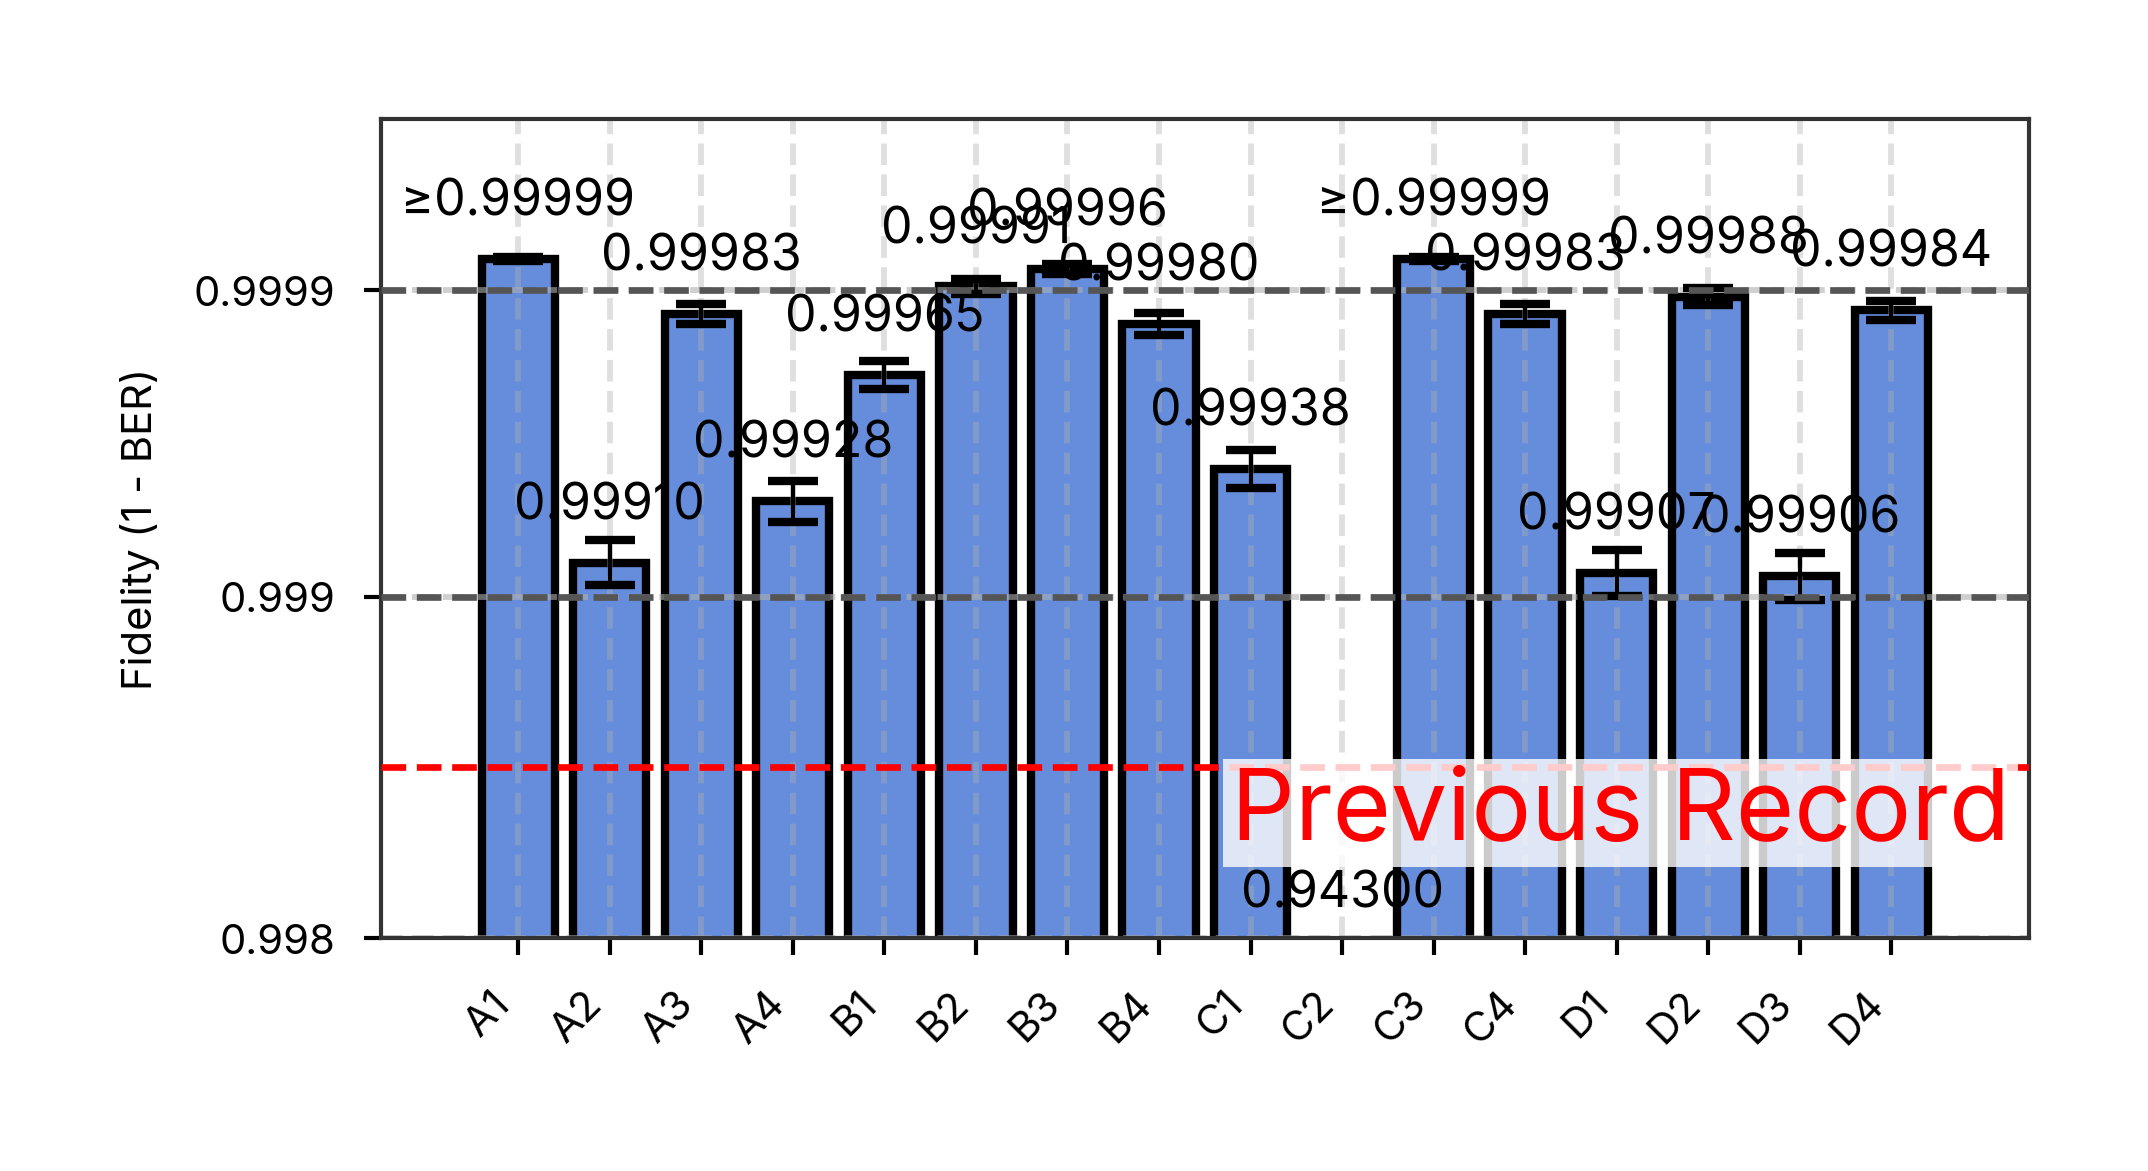 ≥0.99999
0.99910
0.99983
0.99928
0.99965
0.99991
0.99996
0.99980
0.99938
0.94300
≥0.99999
0.99983
0.99907
0.99988
0.99906
0.99984
0.9999
0.999
0.998
Fidelity (1 - BER)
Previous Record
A1
A2
A3
A4
B1
B2
B3
B4
C1
C2
C3
C4
D1
D2
D3
D4